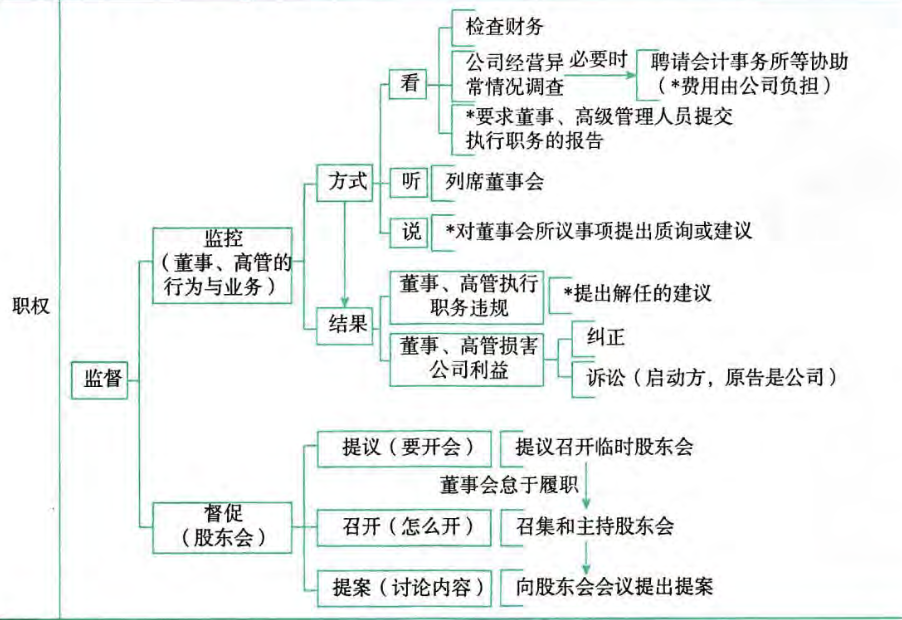 职权
监督
监控
（董事、高管的
行为与业务）
方式
看
检查财务
公司经营异
常情况调查
必要时
聘请会计事务所等协助
（*费用由公司负担）
*要求董事、高级管理人员提交
执行职务的报告
听
列席董事会
说
*对董事会所议事项提出质询或建议
结果
董事、高管执行
职务违规
*提出解任的建议
董事、高管损害
公司利益
纠正
诉讼（启动方，原告是公司）
督促
（股东会）
提议（要开会）
提议召开临时股东会
董事会怠于履职
召开（怎么开）
召集和主持股东会
提案（讨论内容）
向股东会会议提出提案